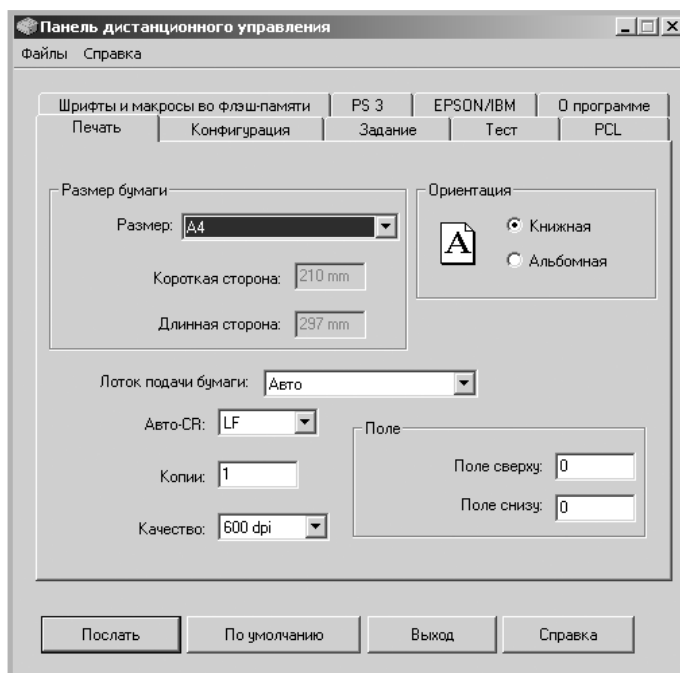 Панель дистанционного управления
Файлы Справка
Шрифты и макросы во флэш-памяти PS 3 EPSON/IBM О программе
Печать Конфигурация Задание Тест PCL
Размер бумаги Ориентация
Размер: A4
A
Книжная
Альбомная
Короткая сторона: 210 mm
Длинная сторона: 297 mm
Лоток подачи бумаги: Авто
Авто-CR: LF
Поле
Копии: 1
Поле сверху: 0
Поле снизу: 0
Качество: 600 dpi
Послать По умолчанию Выход Справка